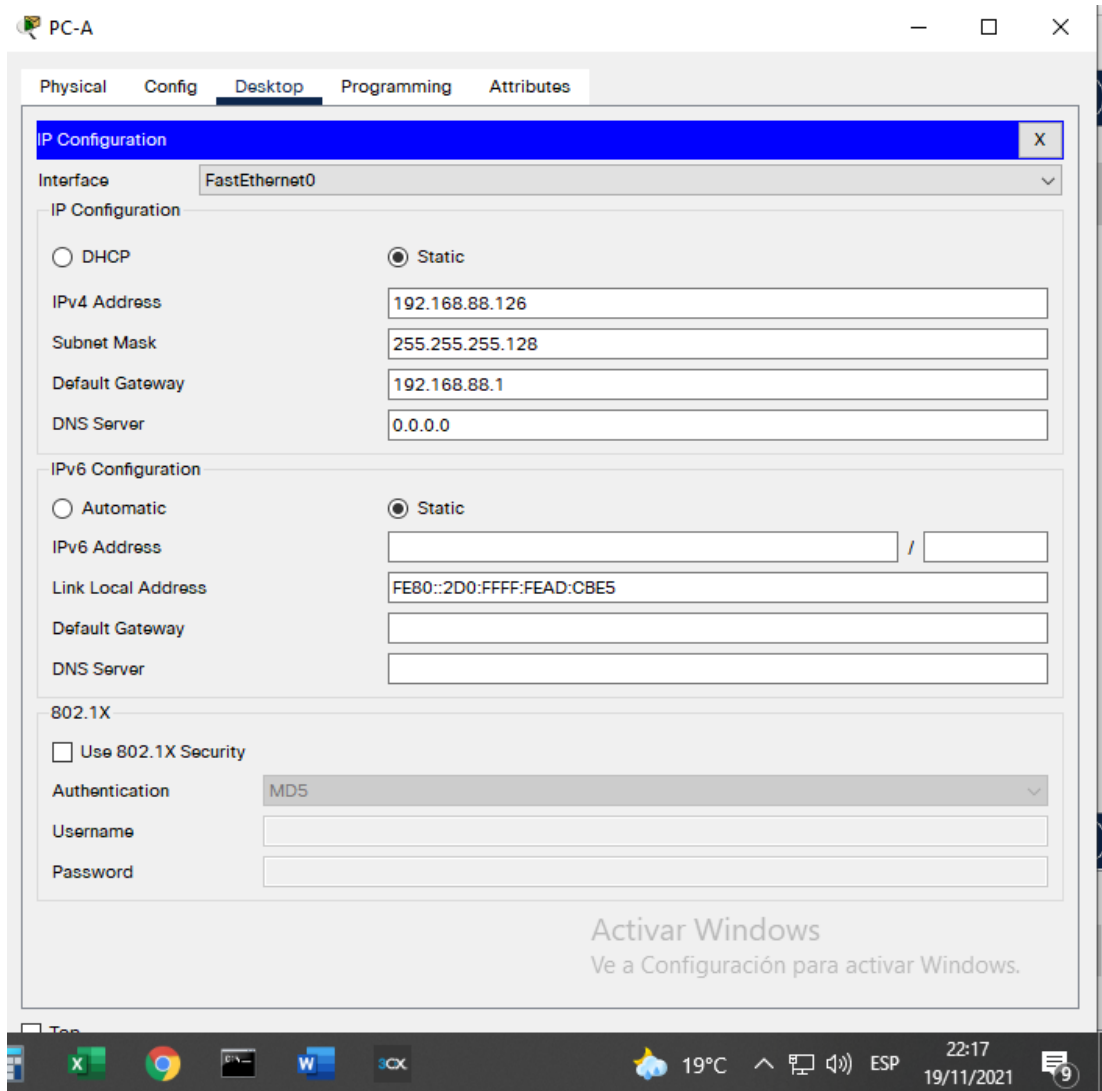 PC-A
Physical Config Desktop Programming Attributes
IP Configuration X
Interface FastEthernet0
IP Configuration
DHCP Static
IPv4 Address 192.168.88.126
Subnet Mask 255.255.255.128
Default Gateway 192.168.88.1
DNS Server 0.0.0.0
IPv6 Configuration
Automatic Static
IPv6 Address /
Link Local Address FE80::2D0:FFFF:FEAD:CBE5
Default Gateway
DNS Server
802.1X
Use 802.1X Security
Authentication MD5
Username
Password
Activar Windows
Ve a Configuración para activar Windows.
Top
3CX 19°C ESP 22:17
19/11/2021 9